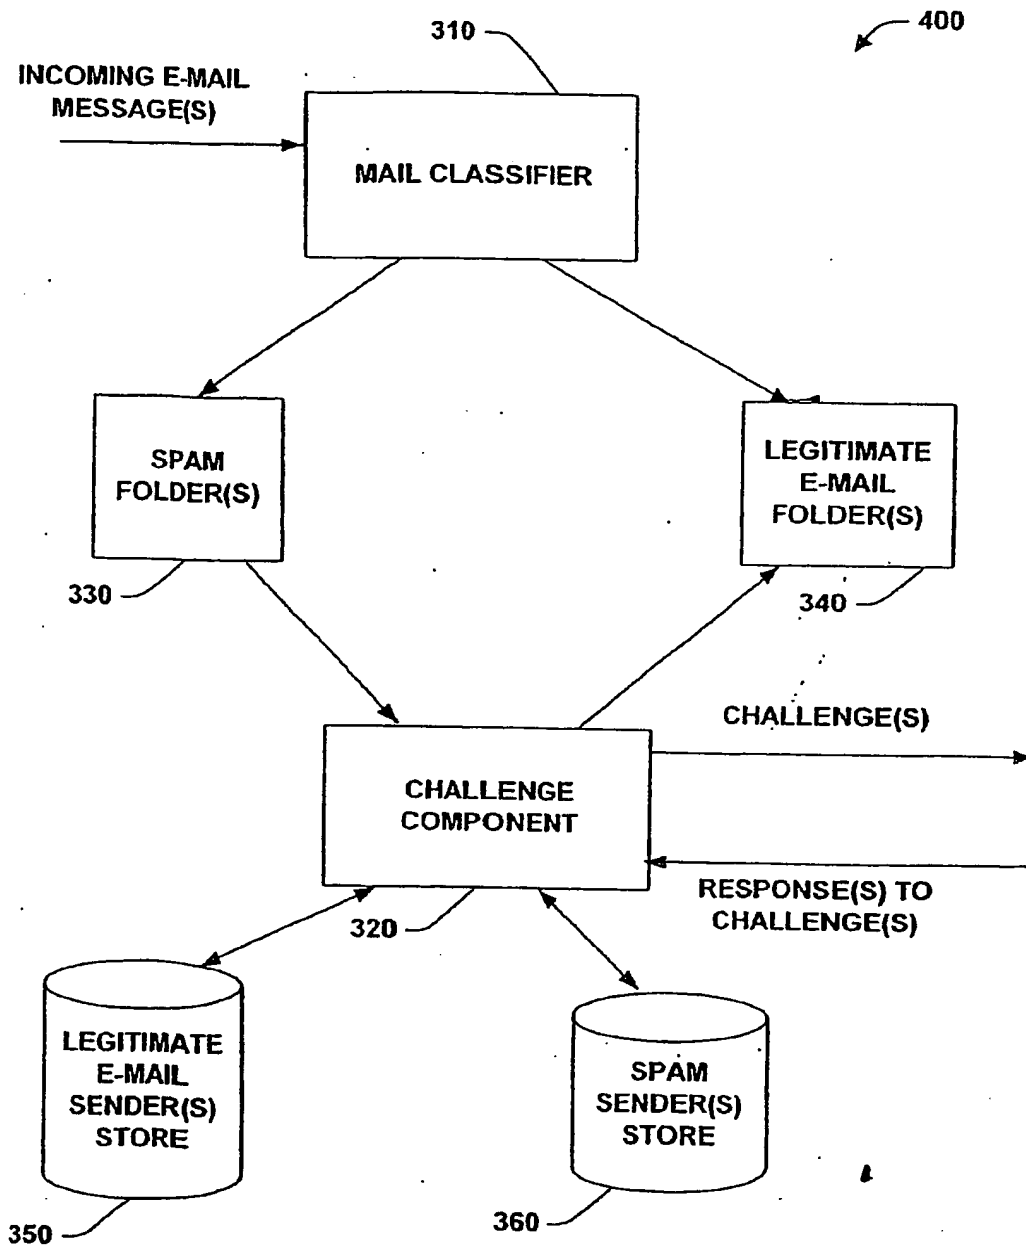 310
400
INCOMING E-MAIL
MESSAGE(S)
MAIL CLASSIFIER
SPAM
FOLDER(S)
330
LEGITIMATE
E-MAIL
FOLDER(S)
340
CHALLENGE(S)
CHALLENGE
COMPONENT
RESPONSE(S) TO
CHALLENGE(S)
320
LEGITIMATE
E-MAIL
SENDER(S)
STORE
350
SPAM
SENDER(S)
STORE
360